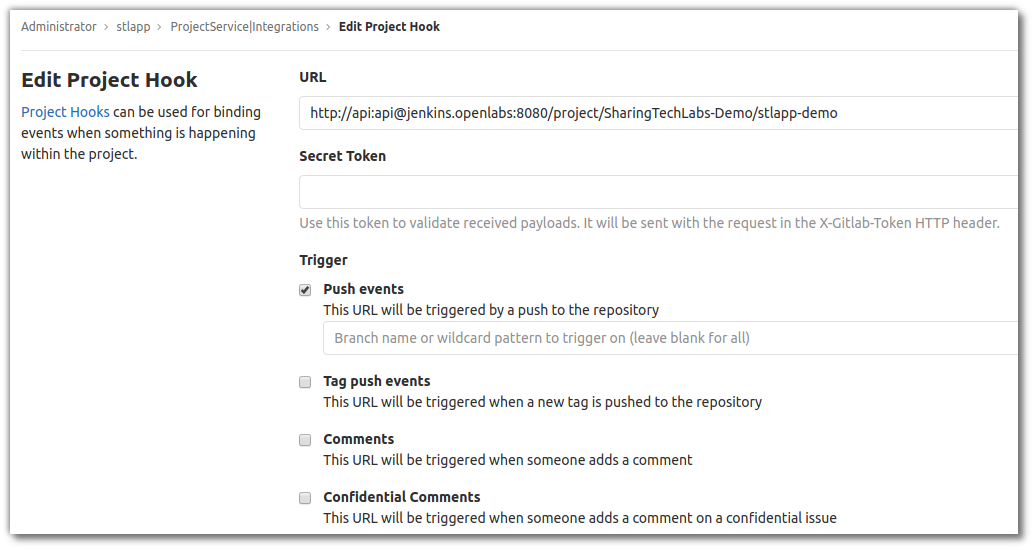 Administrator > stlapp > ProjectService|Integrations > Edit Project Hook
Edit Project Hook
Project Hooks can be used for binding
events when something is happening
within the project.
URL
http://api:api@jenkins.openlabs:8080/project/SharingTechLabs-Demo/stlapp-demo
Secret Token
Use this token to validate received payloads. It will be sent with the request in the X-Gitlab-Token HTTP header.
Trigger
Push events
This URL will be triggered by a push to the repository
Branch name or wildcard pattern to trigger on (leave blank for all)
Tag push events
This URL will be triggered when a new tag is pushed to the repository
Comments
This URL will be triggered when someone adds a comment
Confidential Comments
This URL will be triggered when someone adds a comment on a confidential issue